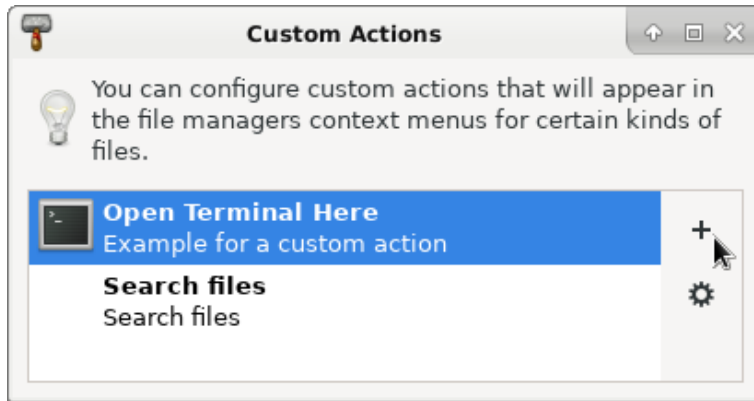 Custom Actions
You can configure custom actions that will appear in
the file managers context menus for certain kinds of
files.
Open Terminal Here
Example for a custom action
Search files
Search files